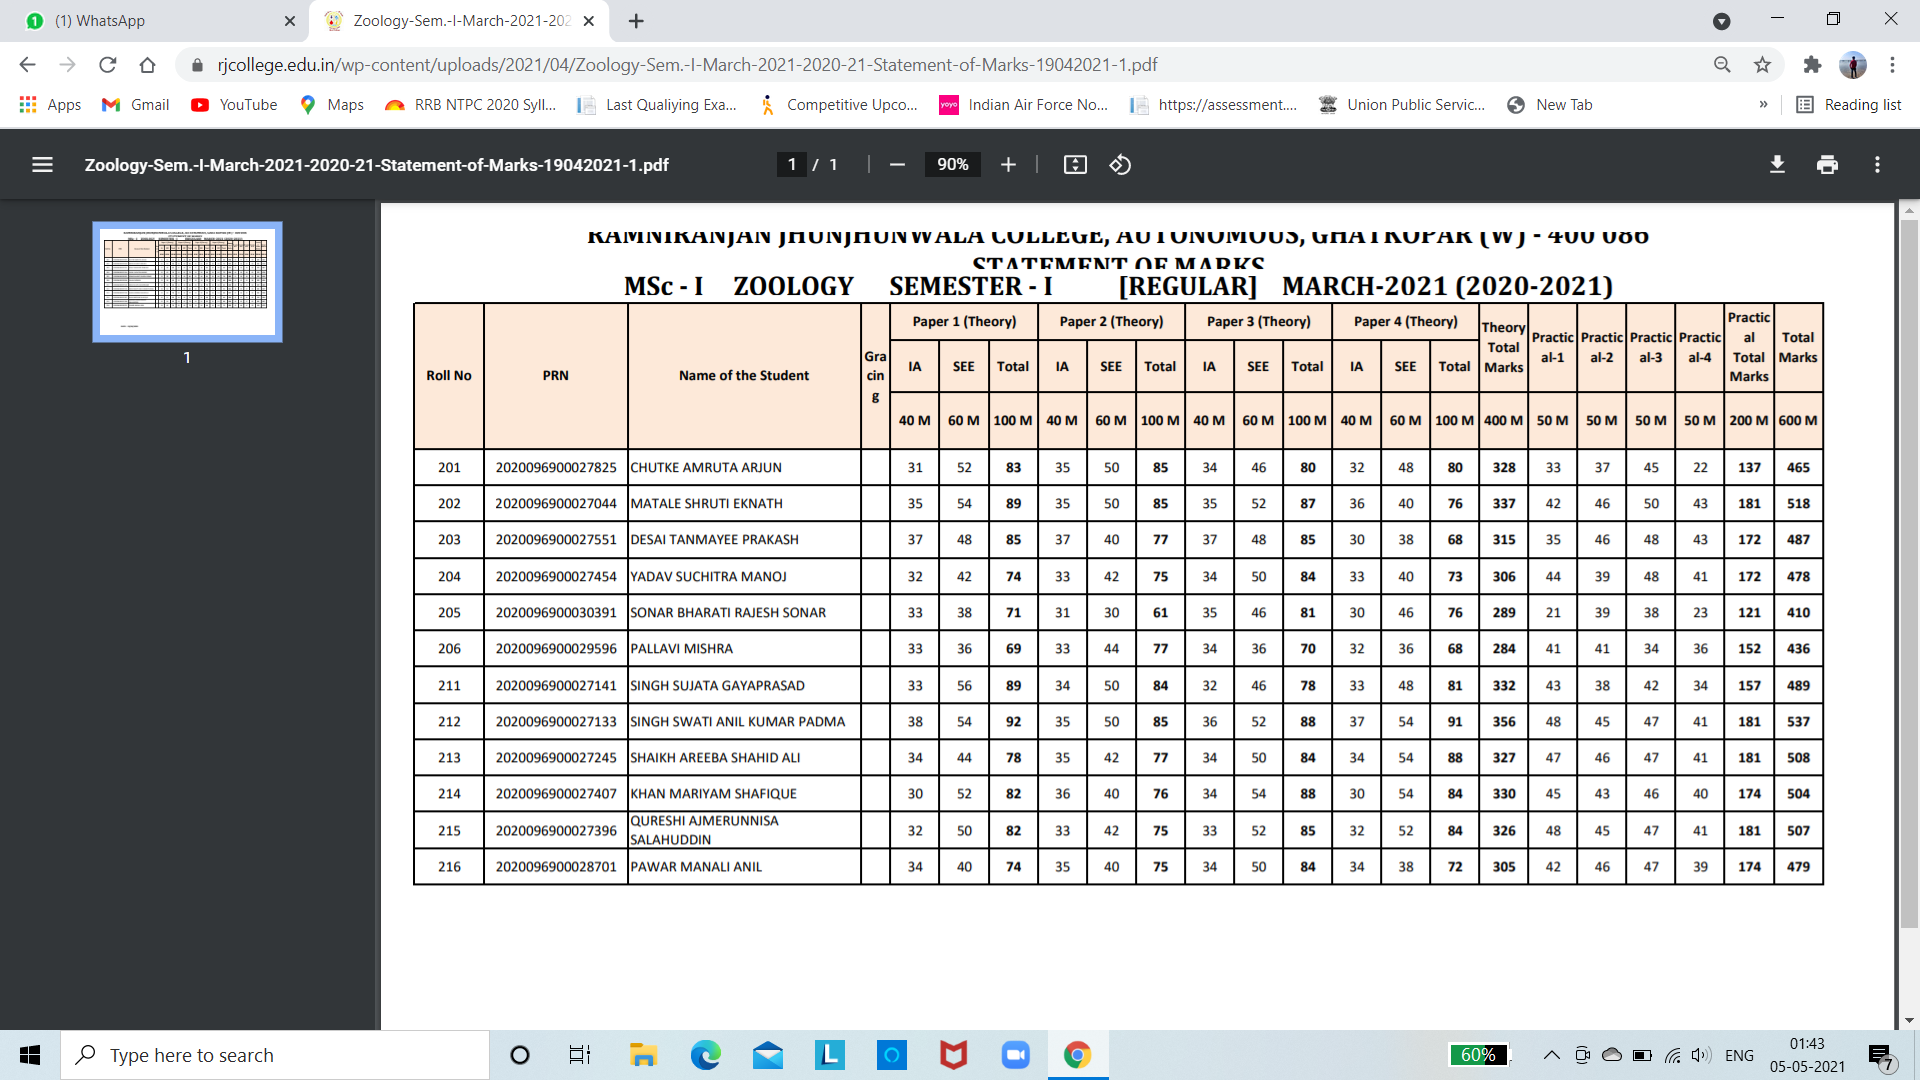 (1) WhatsApp
Zoology-Sem.-I-March-2021-202
rjcollege.edu.in/wp-content/uploads/2021/04/Zoology-Sem.-I-March-2021-2020-21-Statement-of-Marks-19042021-1.pdf
Apps Gmail YouTube Maps RRB NTPC 2020 Syll... Last Qualiying Exa... Competitive Upco... yoyo Indian Air Force No... https://assessment.... Union Public Servic... New Tab » Reading list
Zoology-Sem.-I-March-2021-2020-21-Statement-of-Marks-19042021-1.pdf 1 / 1 90%
1
RAMNIRANJAN JHUNJHUNWALA COLLEGE, AUTONOMOUS, GHATKOPAR (W) - 400 086
STATEMENT OF MARKS
MSc - I ZOOLOGY SEMESTER - I [REGULAR] MARCH-2021 (2020-2021)
Roll No PRN Name of the Student Gracing Paper 1 (Theory) Paper 2 (Theory) Paper 3 (Theory) Paper 4 (Theory) Theory Total Marks Practical-1 Practical-2 Practical-3 Practical-4 Practical Total Marks Total Marks
IA SEE Total IA SEE Total IA SEE Total IA SEE Total
40 M 60 M 100 M 40 M 60 M 100 M 40 M 60 M 100 M 40 M 60 M 100 M 400 M 50 M 50 M 50 M 50 M 200 M 600 M
201 2020096900027825 CHUTKE AMRUTA ARJUN 31 52 83 35 50 85 34 46 80 32 48 80 328 33 37 45 22 137 465
202 2020096900027044 MATALE SHRUTI EKNATH 35 54 89 35 50 85 35 52 87 36 40 76 337 42 46 50 43 181 518
203 2020096900027551 DESAI TANMAYEE PRAKASH 37 48 85 37 40 77 37 48 85 30 38 68 315 35 46 48 43 172 487
204 2020096900027454 YADAV SUCHITRA MANOJ 32 42 74 33 42 75 34 50 84 33 40 73 306 44 39 48 41 172 478
205 2020096900030391 SONAR BHARATI RAJESH SONAR 33 38 71 31 30 61 35 46 81 30 46 76 289 21 39 38 23 121 410
206 2020096900029596 PALLAVI MISHRA 33 36 69 33 44 77 34 36 70 32 36 68 284 41 41 34 36 152 436
211 2020096900027141 SINGH SUJATA GAYAPRASAD 33 56 89 34 50 84 32 46 78 33 48 81 332 43 38 42 34 157 489
212 2020096900027133 SINGH SWATI ANIL KUMAR PADMA 38 54 92 35 50 85 36 52 88 37 54 91 356 48 45 47 41 181 537
213 2020096900027245 SHAIKH AREEBA SHAHID ALI 34 44 78 35 42 77 34 50 84 34 54 88 327 47 46 47 41 181 508
214 2020096900027407 KHAN MARIYAM SHAFIQUE 30 52 82 36 40 76 34 54 88 30 54 84 330 45 43 46 40 174 504
215 2020096900027396 QURESHI AJMERUNNISA SALAHUDDIN 32 50 82 33 42 75 33 52 85 32 52 84 326 48 45 47 41 181 507
216 2020096900028701 PAWAR MANALI ANIL 34 40 74 35 40 75 34 50 84 34 38 72 305 42 46 47 39 174 479
Type here to search 60% ENG 01:43
05-05-2021 7